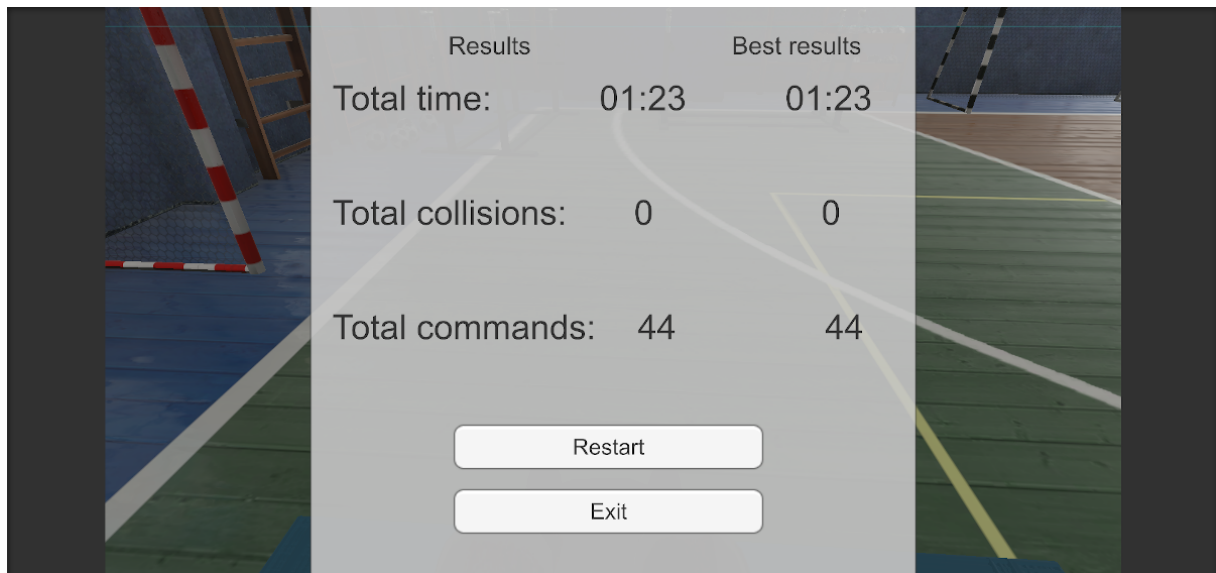 Results Best results
Total time: 01:23 01:23
Total collisions: 0 0
Total commands: 44 44
Restart
Exit